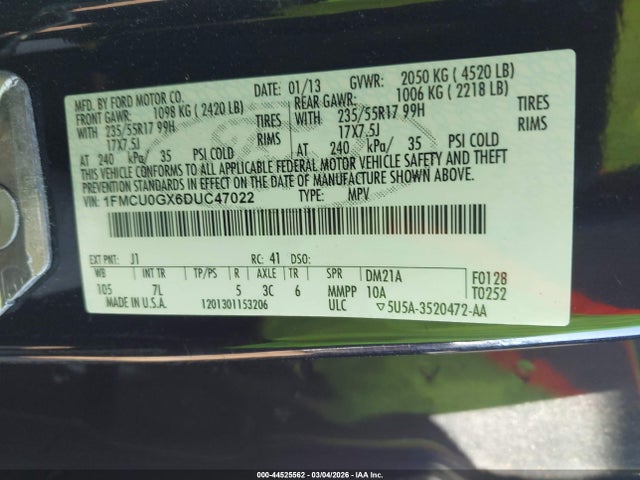 MFD. BY FORD MOTOR CO. DATE: 01/13 GVWR: 2050 KG ( 4520 LB)
FRONT GAWR: 1098 KG ( 2420 LB) REAR GAWR: 1006 KG ( 2218 LB)
WITH 235/55R17 99H TIRES WITH 235/55R17 99H TIRES
17X7.5J RIMS 17X7.5J RIMS
AT 240 kPa/ 35 PSI COLD AT 240 kPa/ 35 PSI COLD
THIS VEHICLE CONFORMS TO ALL APPLICABLE FEDERAL MOTOR VEHICLE SAFETY AND THEFT
PREVENTION STANDARDS IN EFFECT ON THE DATE OF MANUFACTURE SHOWN ABOVE.
VIN: 1FMCU0GX6DUC47022 TYPE: MPV
EXT PNT: J1 RC: 41 DSO:
WB INT TR TP/PS R AXLE TR SPR DM21A F0128
105 7L 5 3C 6 MMPP 10A T0252
MADE IN U.S.A. 1201301153206 ULC ▽5U5A-3520472-AA
000-44525562 - 03/04/2026 - IAA Inc.